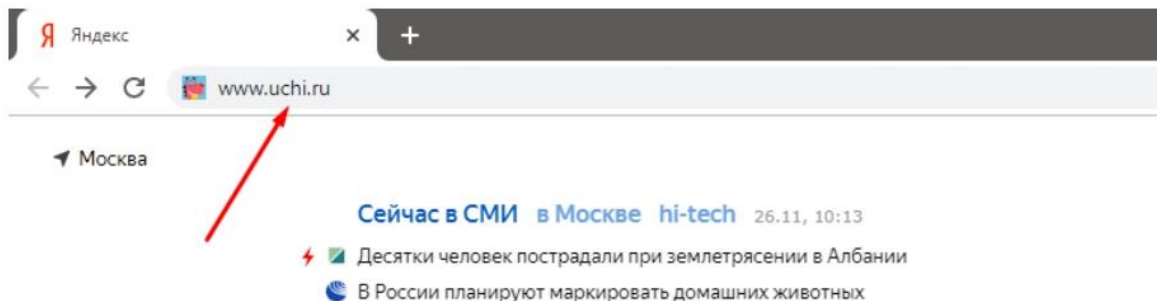 Я Яндекс
www.uchi.ru
Москва
Сейчас в СМИ в Москве hi-tech 26.11, 10:13
Десятки человек пострадали при землетрясении в Албании
В России планируют маркировать домашних животных